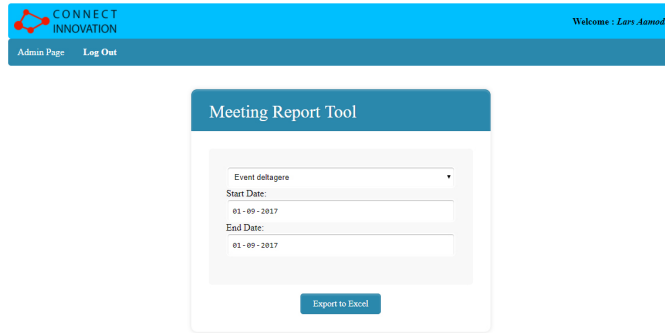 CONNECT
INNOVATION
Welcome : Lars Aamod
Admin Page Log Out
Meeting Report Tool
Event deltagere
Start Date:
01-09-2017
End Date:
01-09-2017
Export to Excel